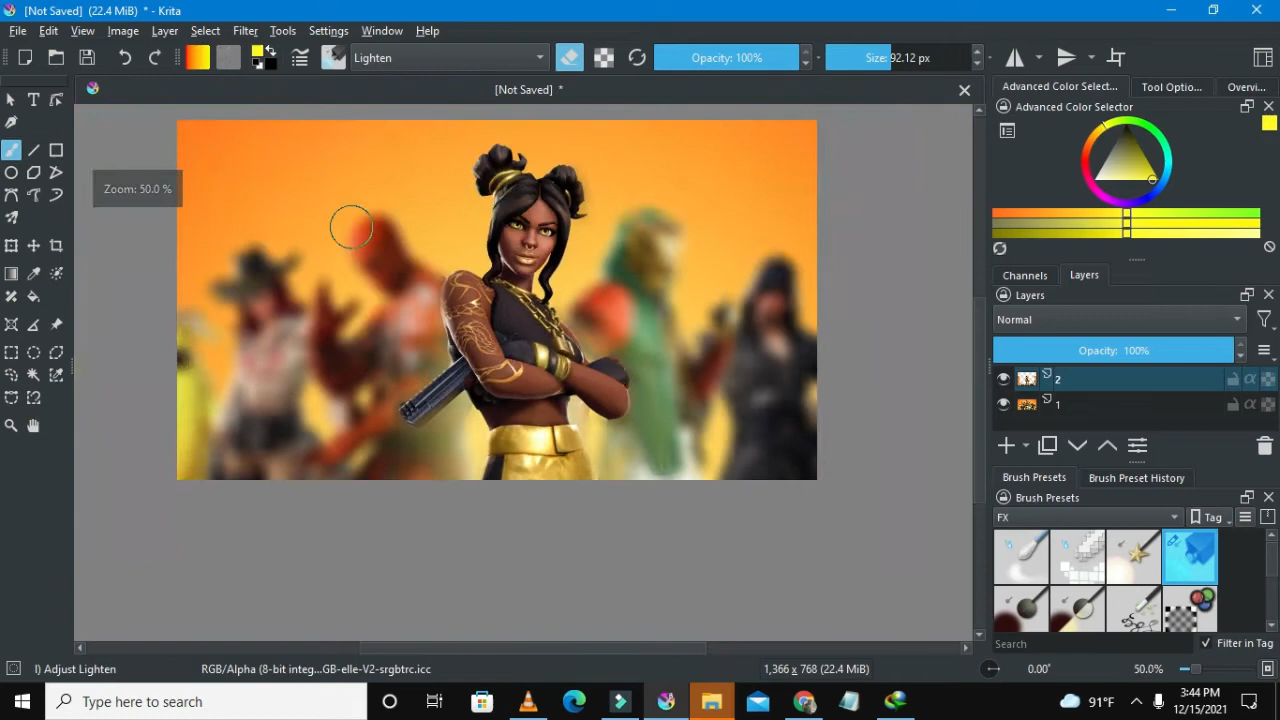 [Not Saved] (22.4 MiB) * - Krita
File Edit View Image Layer Select Filter Tools Settings Window Help
Lighten
Opacity: 100%
Size: 92.12 px
[Not Saved] *
Advanced Color Select... Tool Optio... Overvi...
Advanced Color Selector
Zoom: 50.0 %
Channels Layers
Layers
Normal
Opacity: 100%
2
1
Brush Presets Brush Preset History
Brush Presets
FX
Tag
Search
Filter in Tag
I) Adjust Lighten
RGB/Alpha (8-bit integ...GB-elle-V2-srgbtrc.icc
1,366 x 768 (22.4 MiB)
0.00°
50.0%
Type here to search
91°F
3:44 PM
12/15/2021